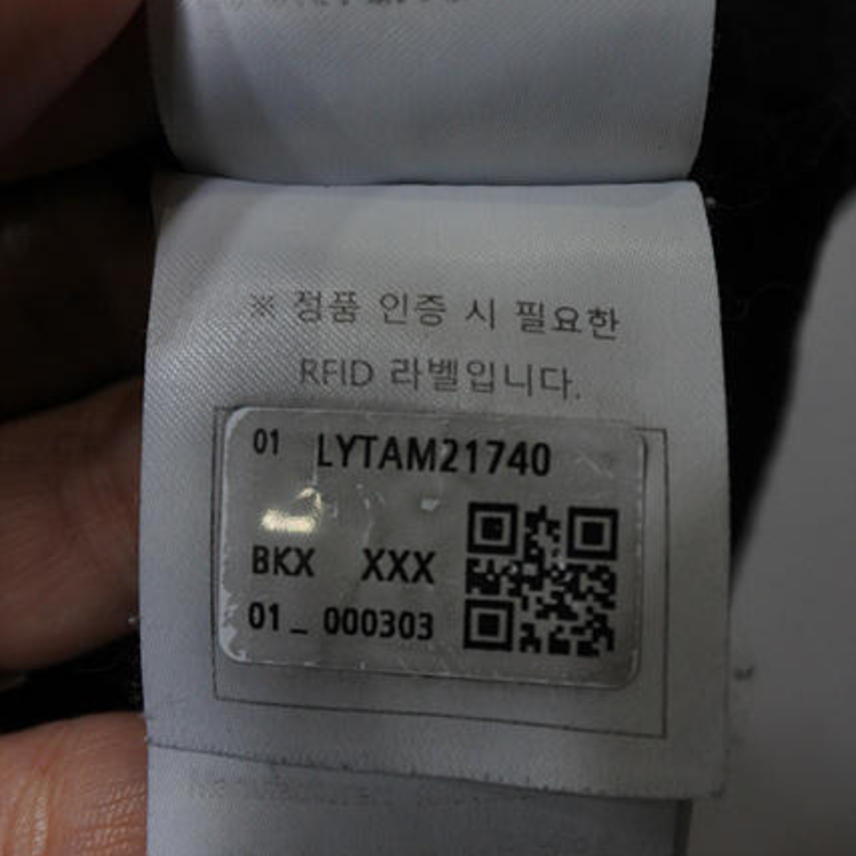 ※ 정품 인증 시 필요한
RFID 라벨입니다.
01 LYTAM21740
BKX XXX
01_000303